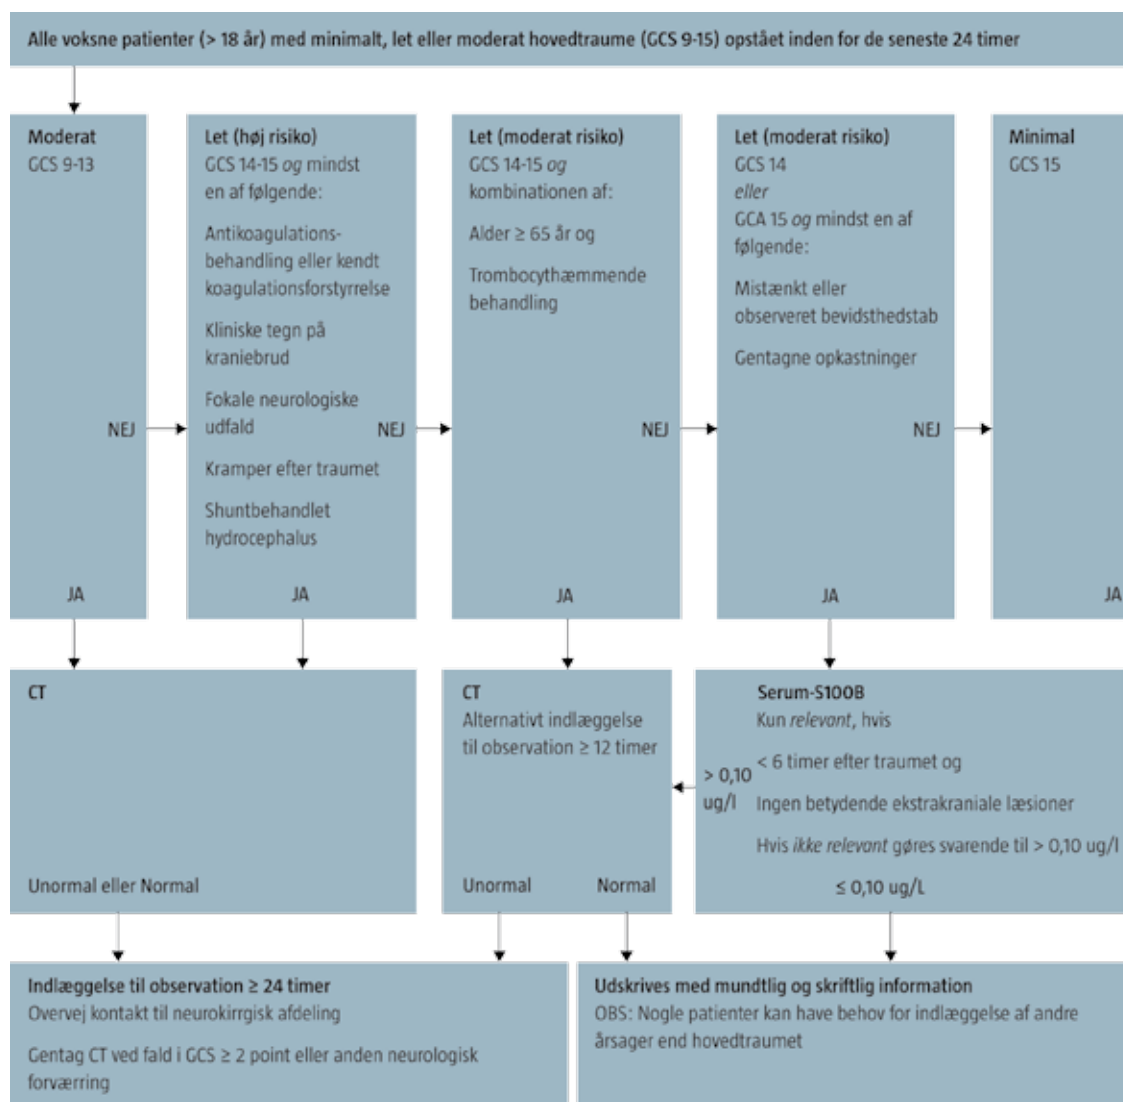 Alle voksne patienter (> 18 år) med minimalt, let eller moderat hovedtraume (GCS 9-15) opstået inden for de seneste 24 timer
Moderat
GCS 9-13
NEJ
JA
Let (høj risiko)
GCS 14-15 og mindst
en af følgende:
Antikoagulations-
behandling eller kendt
koagulationsforstyrrelse
Kliniske tegn på
kraniebrud
Fokale neurologiske
udfald
NEJ
Kramper efter traumet
Shuntbehandlet
hydrocephalus
JA
Let (moderat risiko)
GCS 14-15 og
kombinationen af:
Alder ≥ 65 år og
Trombocythæmmende
behandling
NEJ
JA
Let (moderat risiko)
GCS 14
eller
GCA 15 og mindst en af
følgende:
Mistænkt eller
observeret bevidsthedstab
Gentagne opkastninger
NEJ
JA
Minimal
GCS 15
JA
CT
Unormal eller Normal
CT
Alternativt indlæggelse
til observation ≥ 12 timer
Unormal Normal
Serum-S100B
Kun relevant, hvis
< 6 timer efter traumet og
> 0,10
ug/l
Ingen betydende ekstrakraniale læsioner
Hvis ikke relevant gøres svarende til > 0,10 ug/l
≤ 0,10 ug/L
Indlæggelse til observation ≥ 24 timer
Overvej kontakt til neurokirrgisk afdeling
Gentag CT ved fald i GCS ≥ 2 point eller anden neurologisk
forværring
Udskrives med mundtlig og skriftlig information
OBS: Nogle patienter kan have behov for indlæggelse af andre
årsager end hovedtraumet